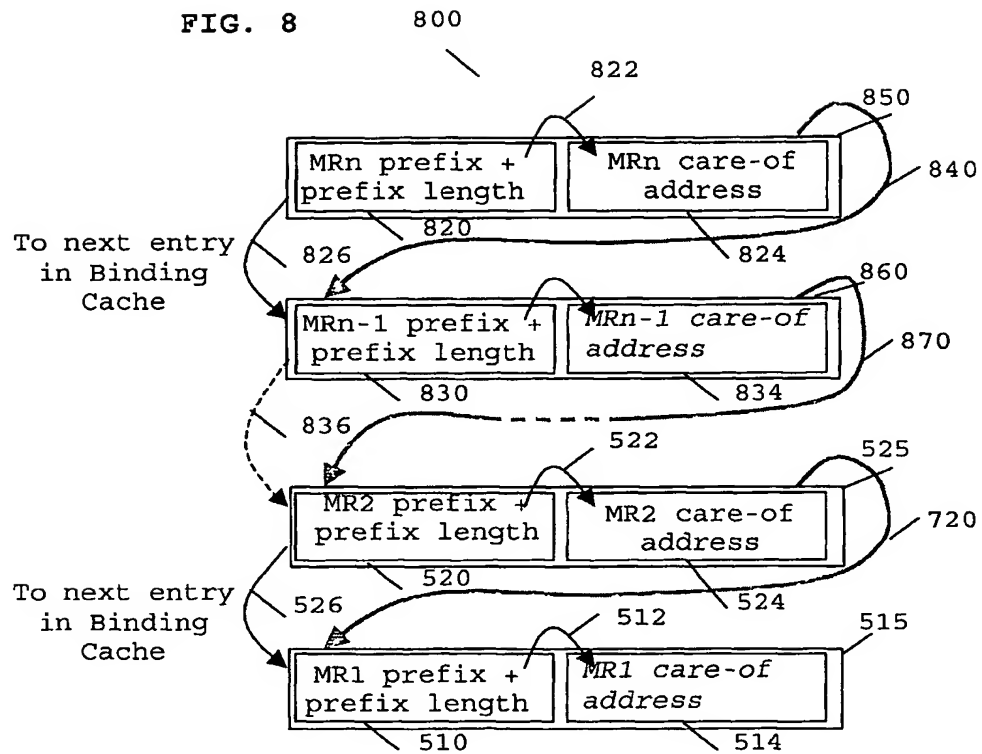 FIG. 8
800
822
850
MRn prefix +
prefix length
MRn care-of
address
840
820
824
To next entry
in Binding
Cache
826
860
MRn-1 prefix +
prefix length
MRn-1 care-of
address
870
830
834
836
522
525
MR2 prefix +
prefix length
MR2 care-of
address
720
520
524
To next entry
in Binding
Cache
526
512
515
MR1 prefix +
prefix length
MR1 care-of
address
510
514